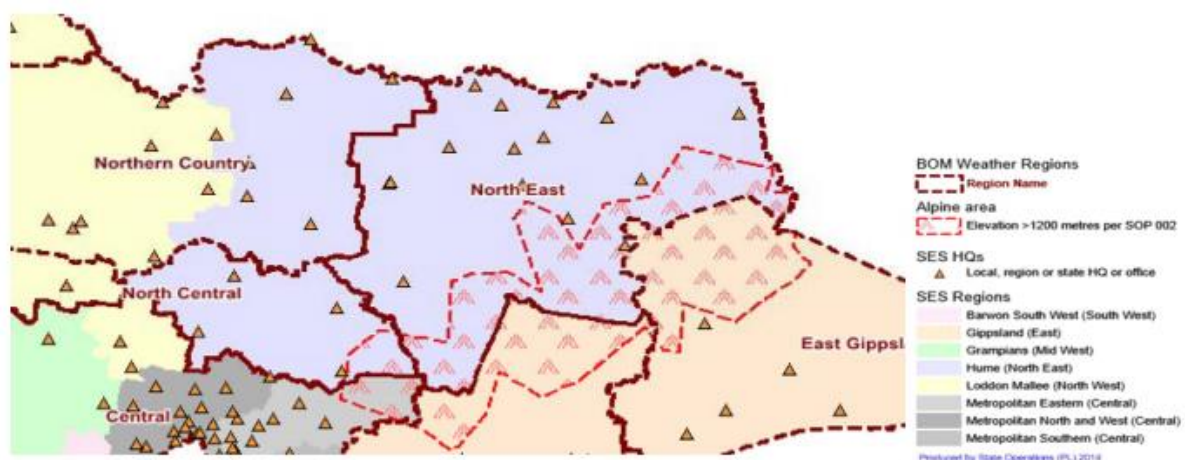 Northern Country
North East
North Central
East Gippsl
Central
BOM Weather Regions
Region Name
Alpine area
Elevation >1200 metres per SOP 002
SES HQs
Local, region or state HQ or office
SES Regions
Barwon South West (South West)
Gippsland (East)
Grampians (Mid West)
Hume (North East)
Loddon Mallee (North West)
Metropolitan Eastern (Central)
Metropolitan North and West (Central)
Metropolitan Southern (Central)
Produced by State Operations (PL) 2014